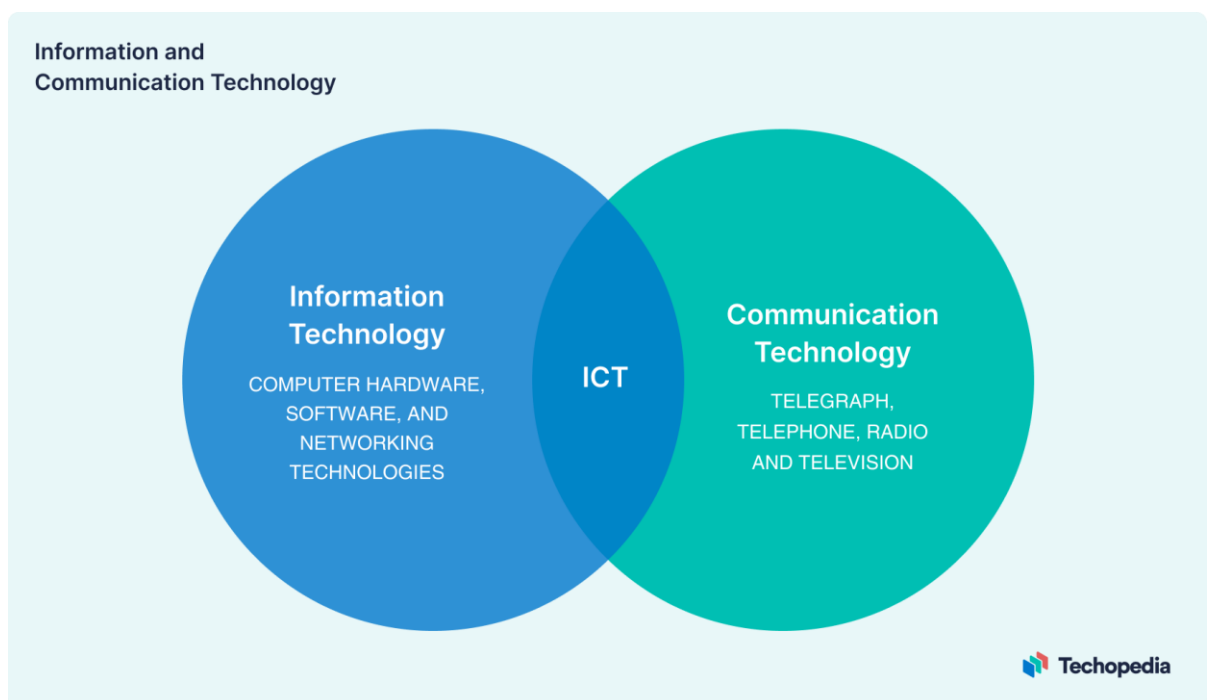 Information and
Communication Technology
Information
Technology
COMPUTER HARDWARE,
SOFTWARE, AND
NETWORKING
TECHNOLOGIES
ICT
Communication
Technology
TELEGRAPH,
TELEPHONE, RADIO
AND TELEVISION
Techopedia